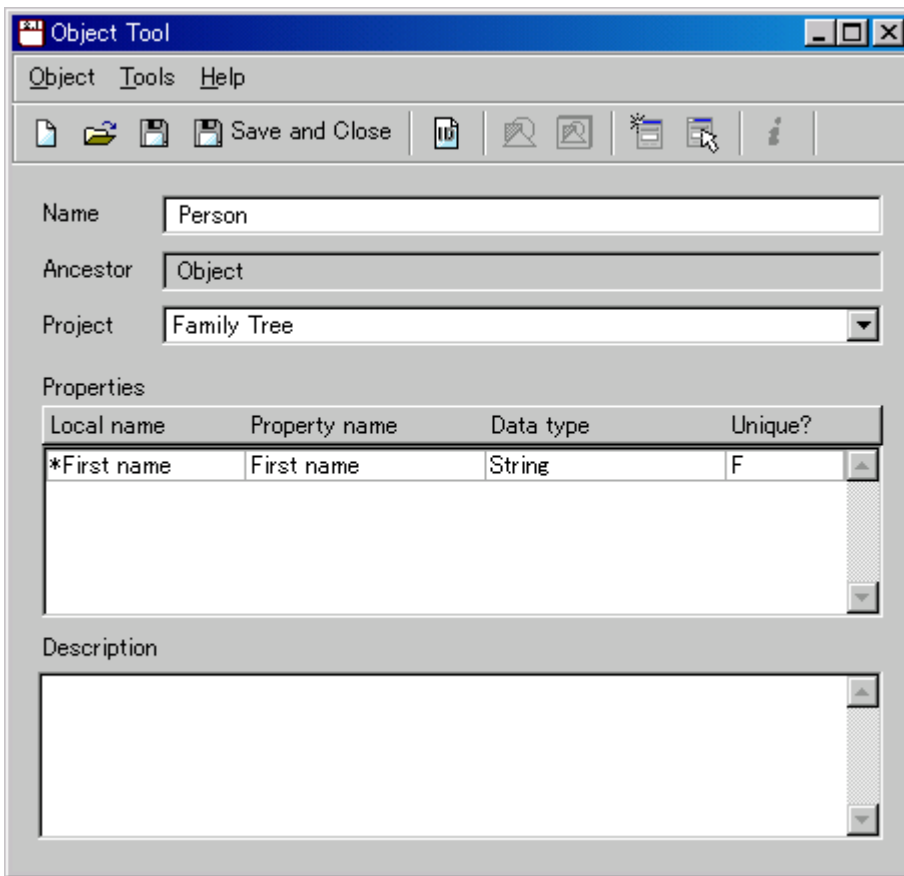 Object Tool
Object Tools Help
Save and Close
Name Person
Ancestor Object
Project Family Tree
Properties
Local name Property name Data type Unique?
*First name First name String F
Description